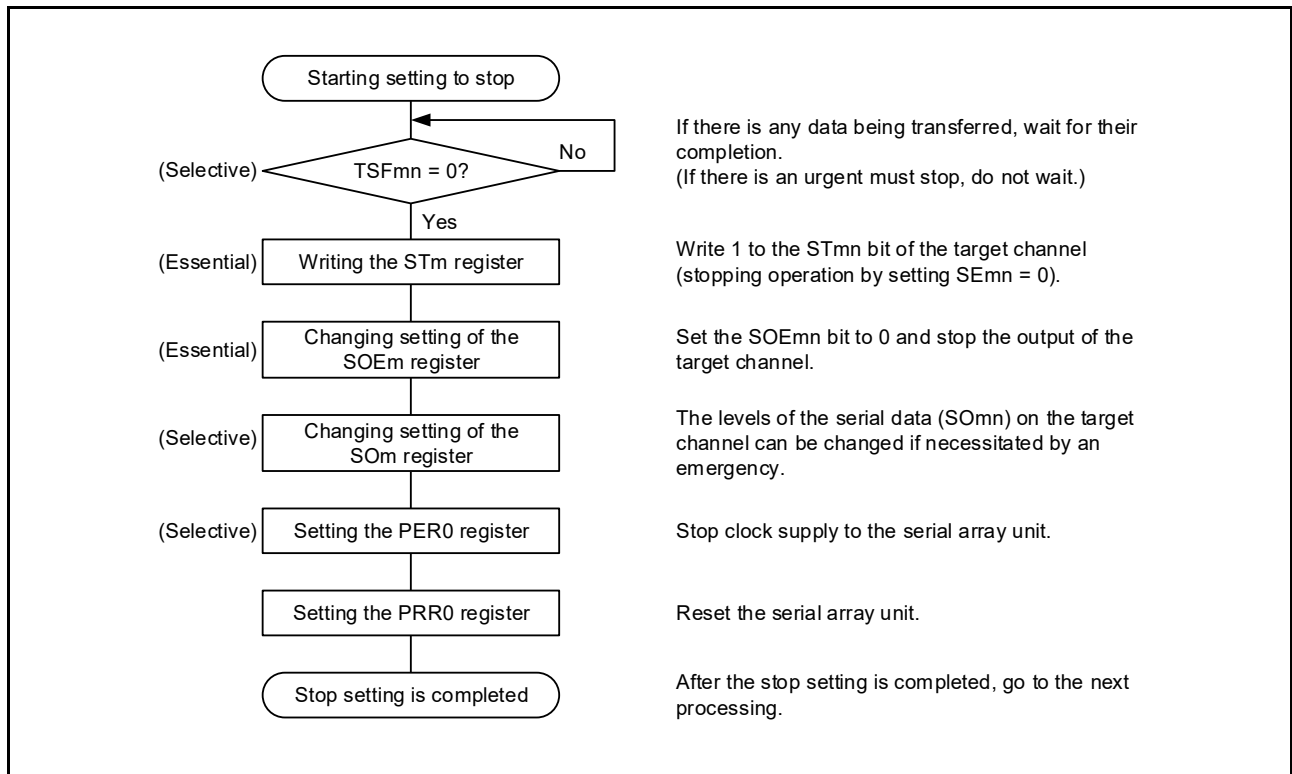 Starting setting to stop
If there is any data being transferred, wait for their
completion.
(If there is an urgent must stop, do not wait.)
No
(Selective)
TSFmn = 0?
Yes
(Essential)
Writing the STm register
Write 1 to the STmn bit of the target channel
(stopping operation by setting SEmn = 0).
(Essential)
Changing setting of the
SOEm register
Set the SOEmn bit to 0 and stop the output of the
target channel.
(Selective)
Changing setting of the
SOm register
The levels of the serial data (SOmn) on the target
channel can be changed if necessitated by an
emergency.
(Selective)
Setting the PER0 register
Stop clock supply to the serial array unit.
Setting the PRR0 register
Reset the serial array unit.
Stop setting is completed
After the stop setting is completed, go to the next
processing.